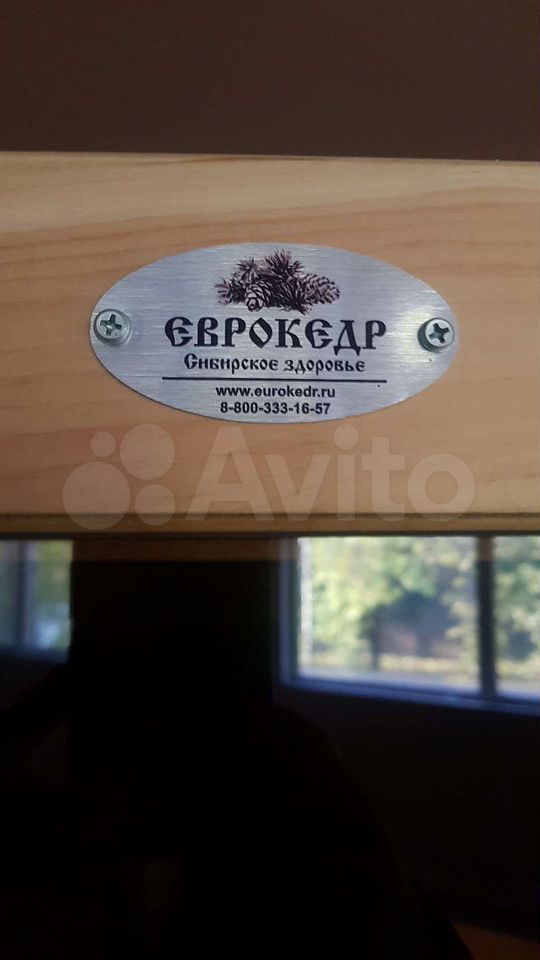 ЕВРОКЕДР
Сибирское здоровье
www.eurokedr.ru
8-800-333-16-57
Avito